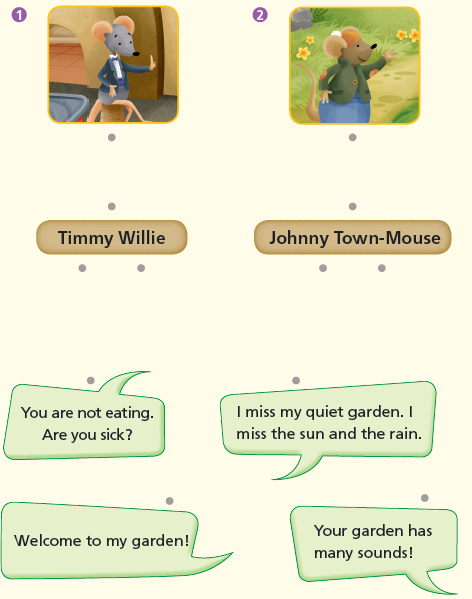 1
2
Timmy Willie
Johnny Town-Mouse
You are not eating.
Are you sick?
I miss my quiet garden. I
miss the sun and the rain.
Welcome to my garden!
Your garden has
many sounds!